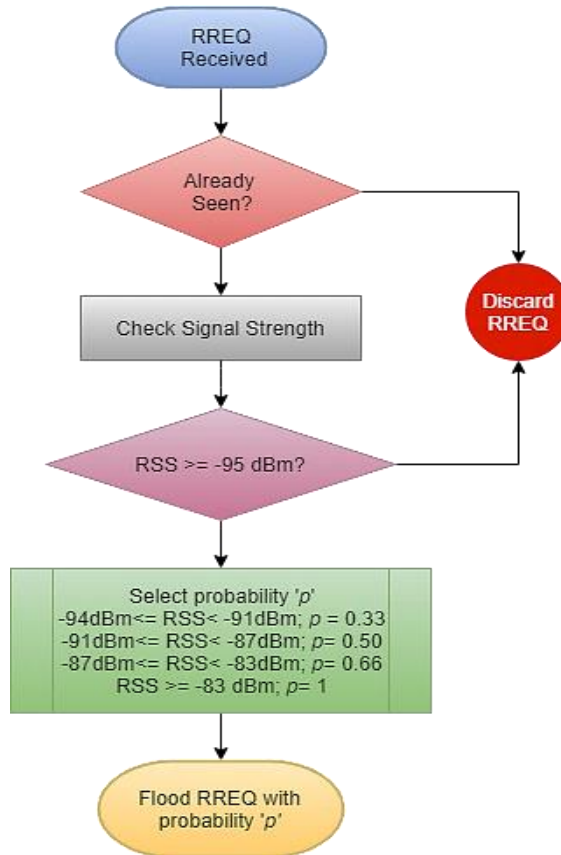 RREQ
Received
Already
Seen?
Check Signal Strength
Discard
RREQ
RSS >= -95 dBm?
Select probability 'p'
-94dBm<= RSS< -91dBm; p = 0.33
-91dBm<= RSS< -87dBm; p= 0.50
-87dBm<= RSS< -83dBm; p= 0.66
RSS >= -83 dBm; p= 1
Flood RREQ with
probability 'p'